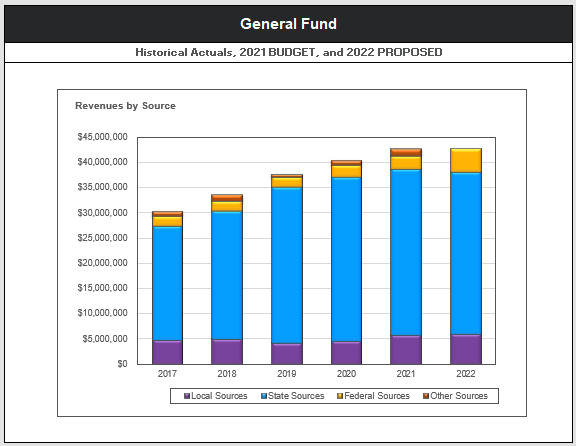 General Fund
Historical Actuals, 2021 BUDGET, and 2022 PROPOSED
Revenues by Source
$45,000,000
$40,000,000
$35,000,000
$30,000,000
$25,000,000
$20,000,000
$15,000,000
$10,000,000
$5,000,000
$0
2017 2018 2019 2020 2021 2022
Local Sources State Sources Federal Sources Other Sources